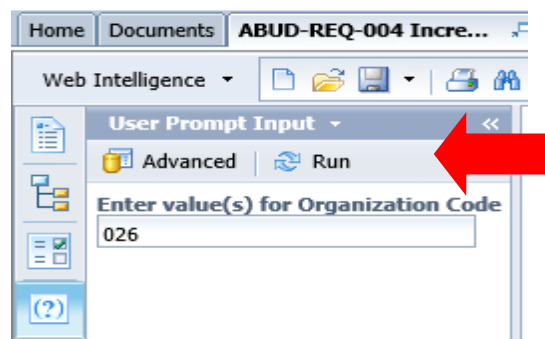 Home Documents ABUD-REQ-004 Incre...
Web Intelligence
User Prompt Input «
Advanced Run
Enter value(s) for Organization Code
026
(?)